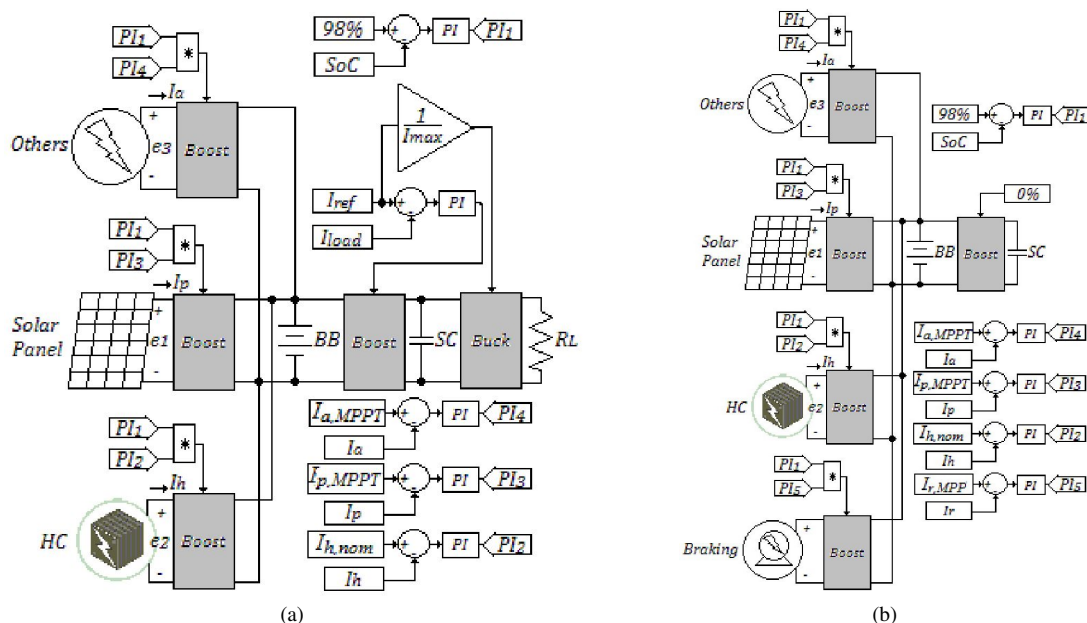 PI1
PI4
*
Ia
Others
+
e3
-
Boost
PI1
PI3
*
Ip
Solar
Panel
+
e1
-
Boost
PI1
PI2
*
Ih
HC
+
e2
-
Boost
98%
+
-
PI
PI1
SoC
1
Imax
Iref
+
-
PI
Iload
BB
Boost
SC
Buck
RL
Ia,MPPT
+
-
PI
PI4
Ia
Ip,MPPT
+
-
PI
PI3
Ip
Ih,nom
+
-
PI
PI2
Ih
(a)
PI1
PI4
*
Ia
Others
+
e3
-
Boost
98%
+
-
PI
PI1
SoC
PI1
PI3
*
Ip
Solar
Panel
+
e1
-
Boost
BB
0%
Boost
SC
PI1
PI2
*
Ih
HC
+
e2
-
Boost
Ia,MPPT
+
-
PI
PI4
Ia
Ip,MPPT
+
-
PI
PI3
Ip
Ih,nom
+
-
PI
PI2
Ih
Ir,MPP
+
-
PI
PI5
Ir
PI1
PI5
*
Braking
+
-
Boost
(b)